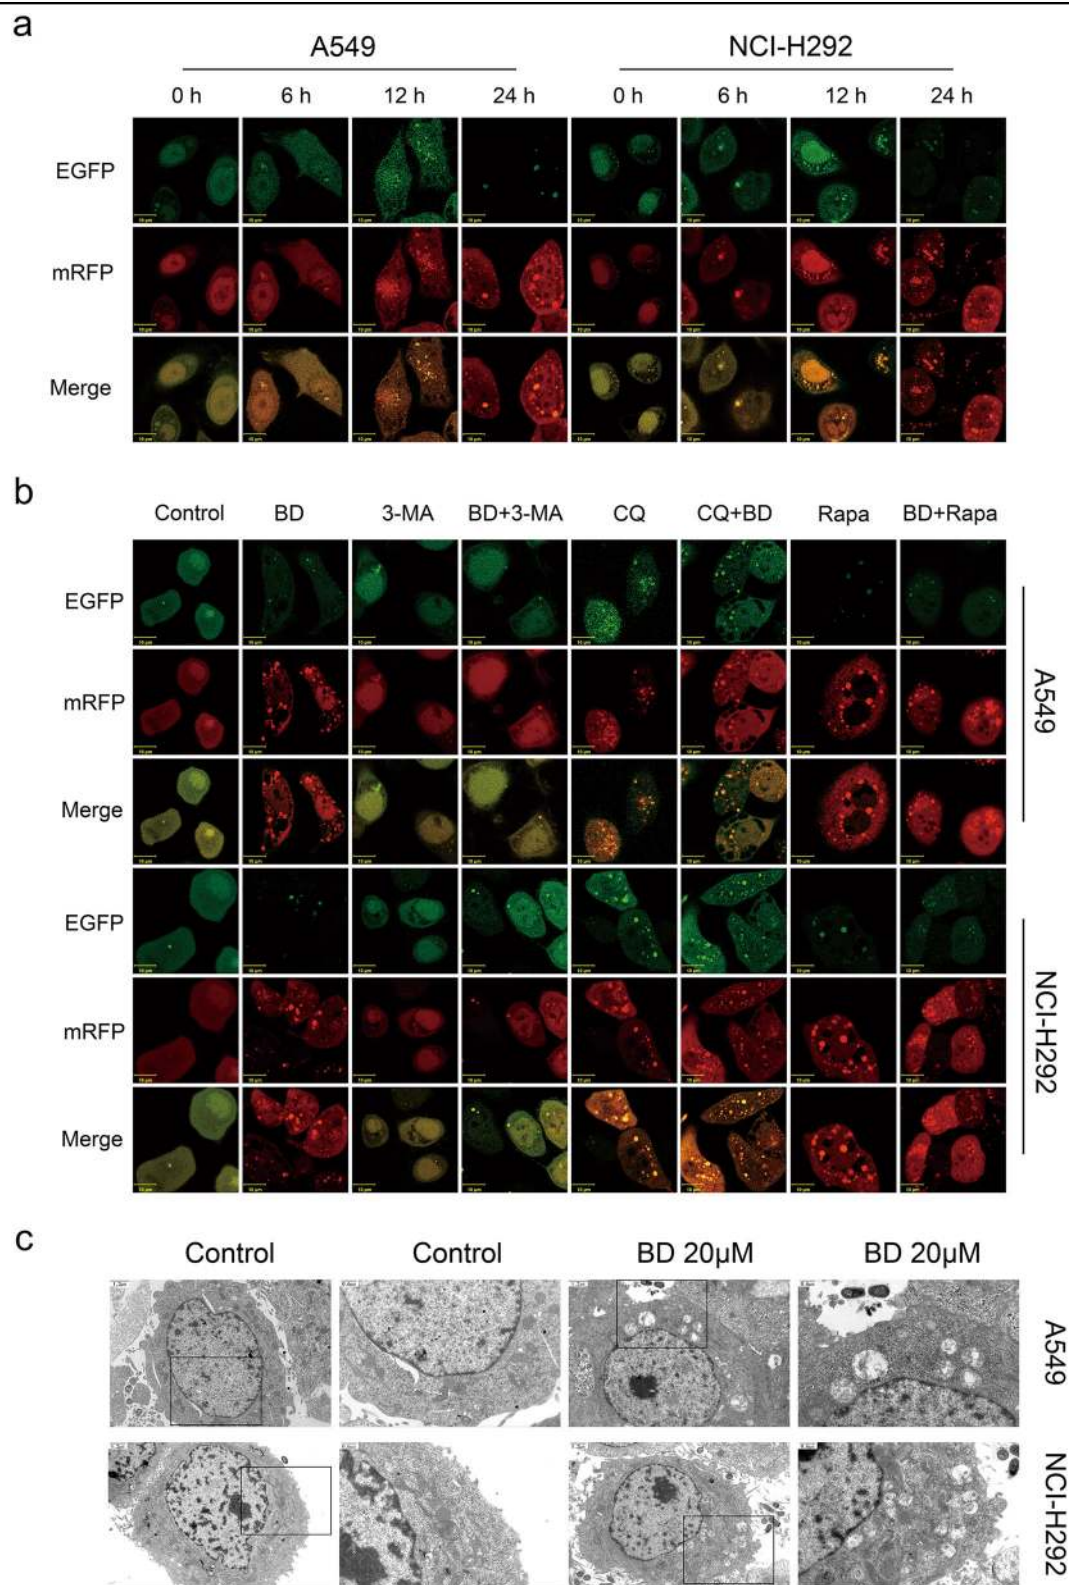 a
A549 NCI-H292
0 h 6 h 12 h 24 h 0 h 6 h 12 h 24 h
EGFP
mRFP
Merge
b
Control BD 3-MA BD+3-MA CQ CQ+BD Rapa BD+Rapa
EGFP
mRFP
Merge
A549
EGFP
mRFP
Merge
NCI-H292
c
Control Control BD 20μM BD 20μM
A549
NCI-H292